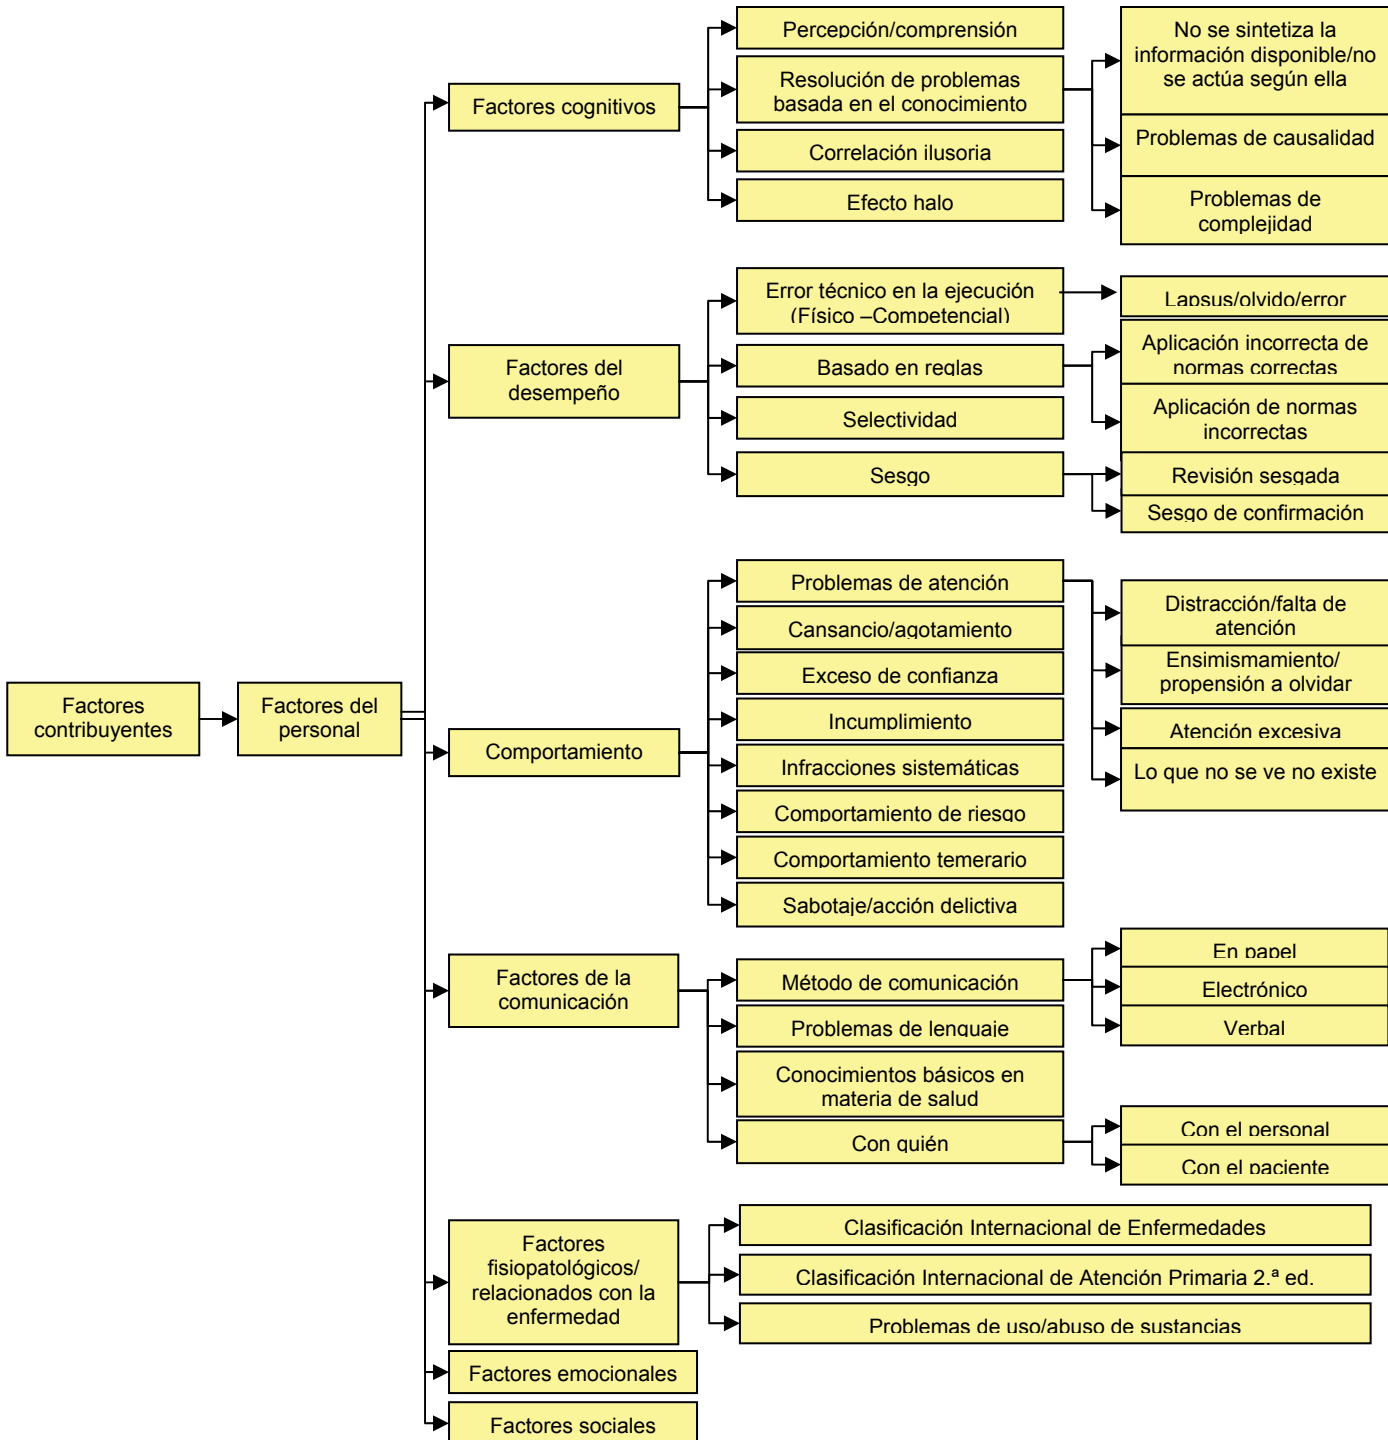 Factores
contribuyentes
Factores del
personal
Factores cognitivos
Percepción/comprensión
Resolución de problemas
basada en el conocimiento
No se sintetiza la
información disponible/no
se actúa según ella
Problemas de causalidad
Problemas de
complejidad
Correlación ilusoria
Efecto halo
Factores del
desempeño
Error técnico en la ejecución
(Físico –Competencial)
Lapsus/olvido/error
Basado en reglas
Aplicación incorrecta de
normas correctas
Aplicación de normas
incorrectas
Selectividad
Sesgo
Revisión sesgada
Sesgo de confirmación
Comportamiento
Problemas de atención
Distracción/falta de
atención
Ensimismamiento/
propensión a olvidar
Atención excesiva
Lo que no se ve no existe
Cansancio/agotamiento
Exceso de confianza
Incumplimiento
Infracciones sistemáticas
Comportamiento de riesgo
Comportamiento temerario
Sabotaje/acción delictiva
Factores de la
comunicación
Método de comunicación
En papel
Electrónico
Verbal
Problemas de lenguaje
Conocimientos básicos en
materia de salud
Con quién
Con el personal
Con el paciente
Factores
fisiopatológicos/
relacionados con la
enfermedad
Clasificación Internacional de Enfermedades
Clasificación Internacional de Atención Primaria 2.ª ed.
Problemas de uso/abuso de sustancias
Factores emocionales
Factores sociales